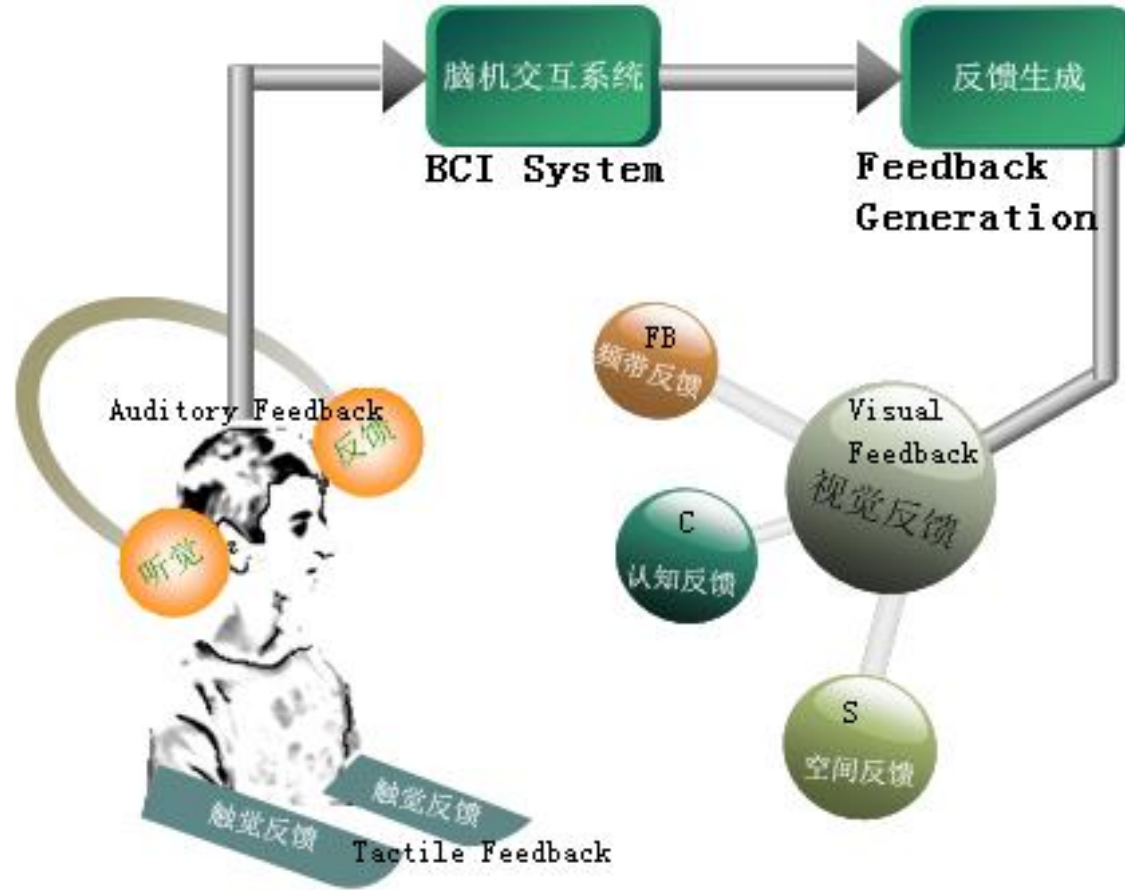 脑机交互系统
BCI System
反馈生成
Feedback
Generation
FB
频带反馈
Auditory Feedback
反馈
听觉
Visual
Feedback
视觉反馈
C
认知反馈
S
空间反馈
触觉反馈
触觉反馈
Tactile Feedback